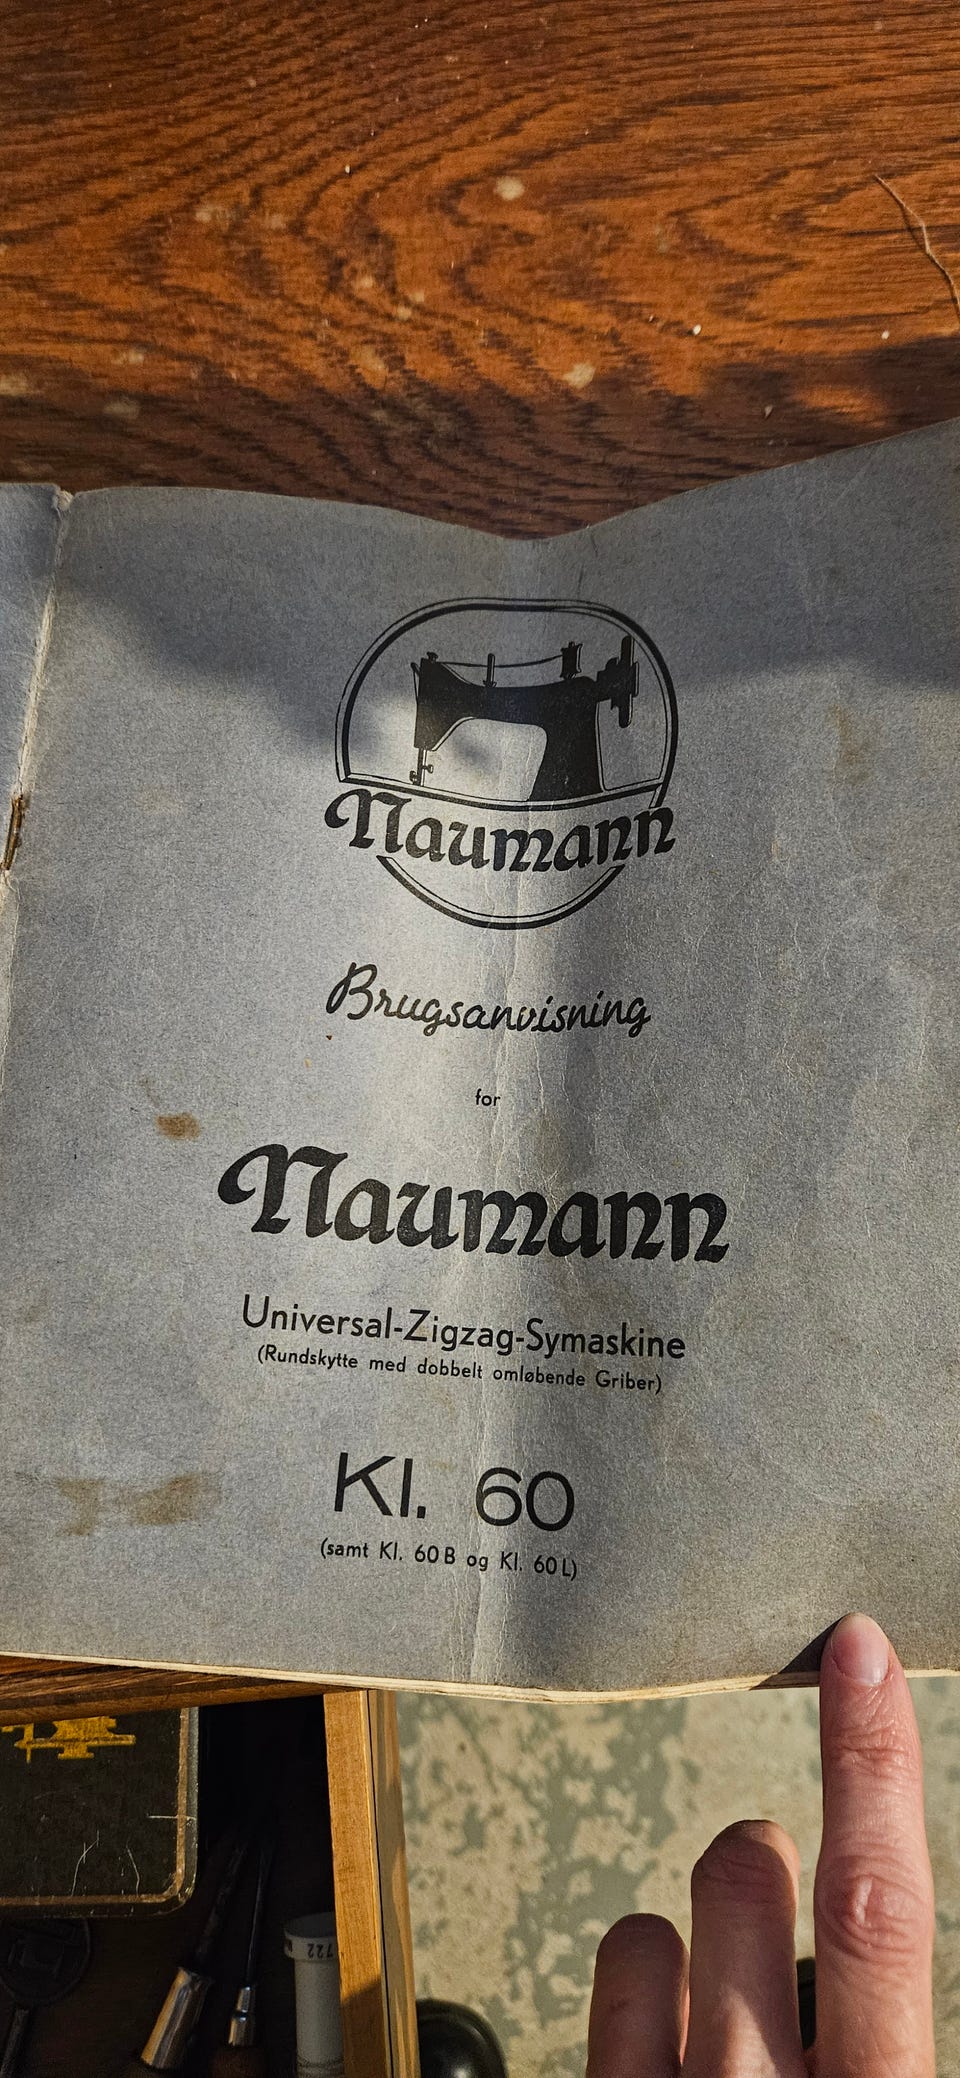 Naumann
Brugsanvisning
for
Naumann
Universal-Zigzag-Symaskine
(Rundskytte med dobbelt omløbende Griber)
Kl. 60
(samt Kl. 60 B og Kl. 60 L)
722